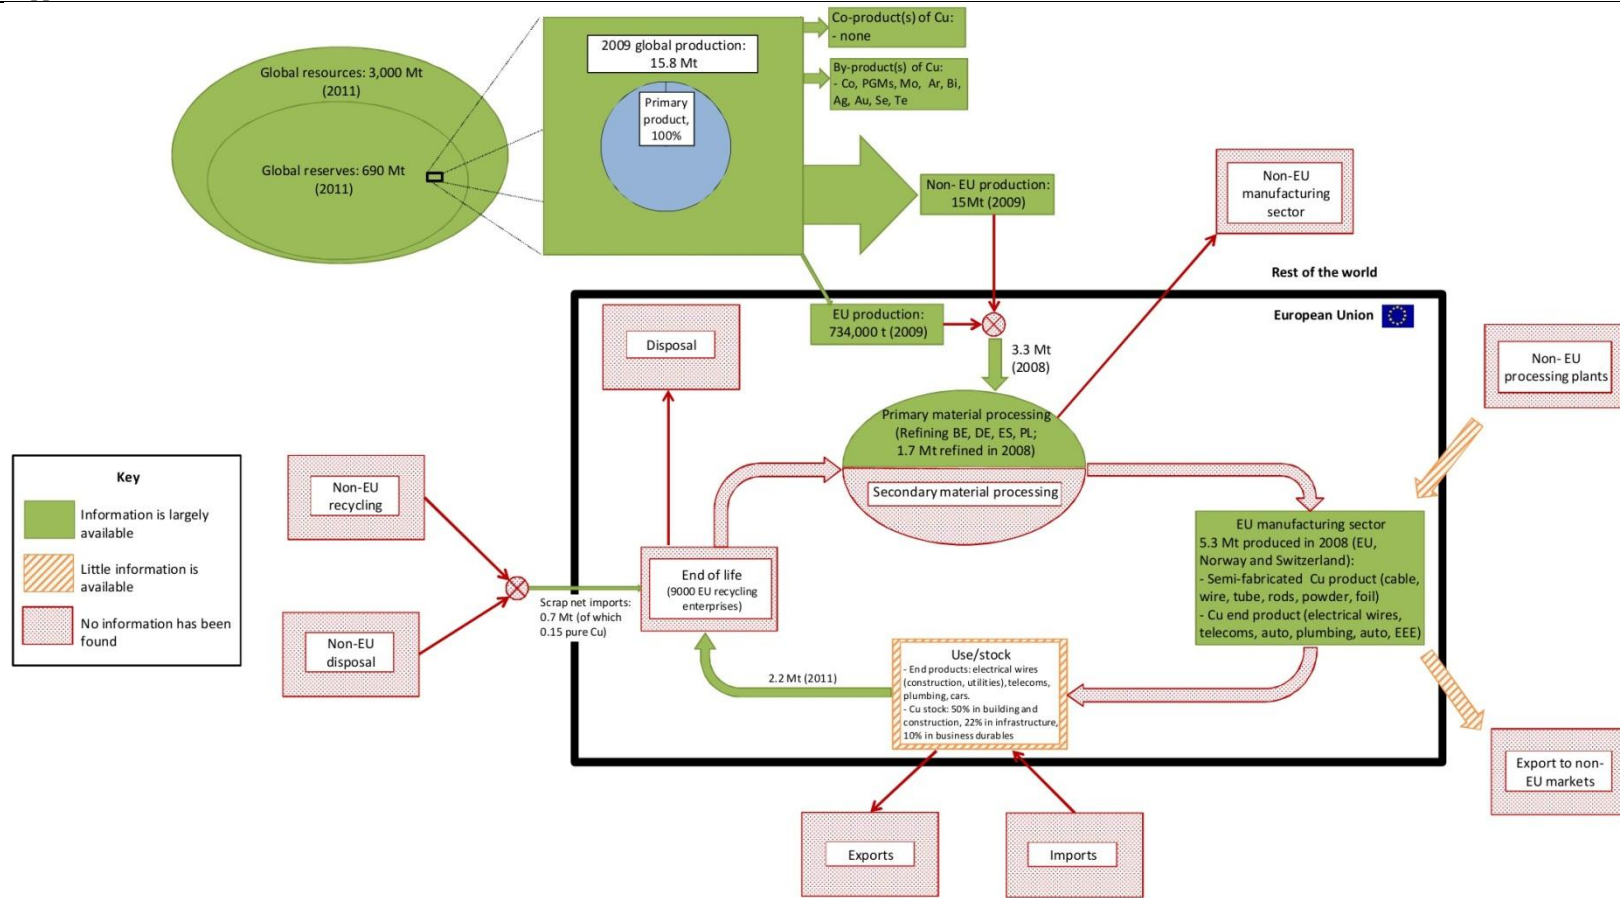 Co-product(s) of Cu:
- none
2009 global production:
15.8 Mt
Global resources: 3,000 Mt
(2011)
By-product(s) of Cu:
- Co, PGMs, Mo, Ar, Bi,
Ag, Au, Se, Te
Primary
product,
100%
Global reserves: 690 Mt
(2011)
Non- EU production:
15Mt (2009)
Non-EU
manufacturing
sector
Rest of the world
European Union
EU production:
734,000 t (2009)
Disposal
3.3 Mt
(2008)
Non- EU
processing plants
Primary material processing
(Refining BE, DE, ES, PL;
1.7 Mt refined in 2008)
Secondary material processing
Key
Information is largely
available
Little information is
available
No information has been
found
Non-EU
recycling
Non-EU
disposal
Scrap net imports:
0.7 Mt (of which
0.15 pure Cu)
End of life
(9000 EU recycling
enterprises)
EU manufacturing sector
5.3 Mt produced in 2008 (EU,
Norway and Switzerland):
- Semi-fabricated Cu product (cable,
wire, tube, rods, powder, foil)
- Cu end product (electrical wires,
telecoms, auto, plumbing, auto, EEE)
2.2 Mt (2011)
Use/stock
- End products: electrical wires
(construction, utilities), telecoms,
plumbing, cars.
- Cu stock: 50% in building and
construction, 22% in infrastructure,
10% in business durables
Export to non-
EU markets
Exports
Imports